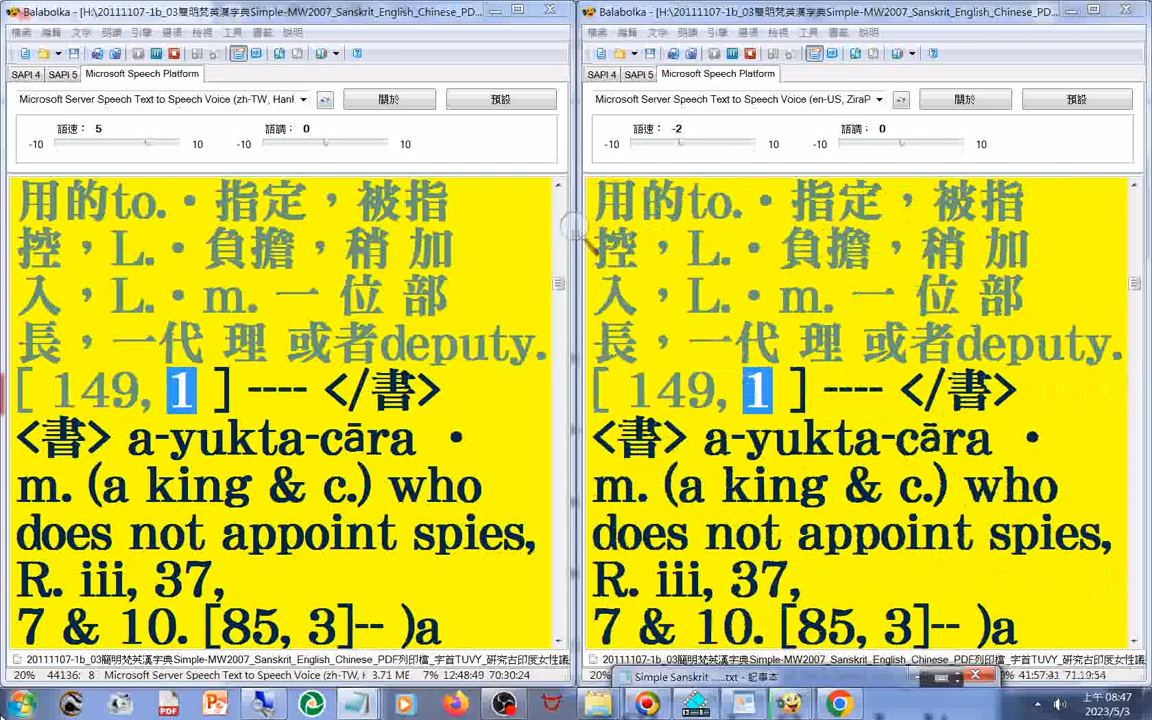 Balabolka - [H:\20111107-1b_03簡明梵英漢字典Simple-MW2007_Sanskrit_English_Chinese_PD...
檔案 編輯 文字 朗讀 引擎 選項 檢視 工具 書籤 說明
SAPI 4 SAPI 5 Microsoft Speech Platform
Microsoft Server Speech Text to Speech Voice (zh-TW, Hanl 關於 預設
語速： 5 語調： 0
-10 10 -10 10
用的to.‧指定，被指
控，L.‧負擔，稍 加
入，L.‧m. 一 位 部
長，一代 理 或者deputy.
[ 149, 1 ] ---- </書>
<書> a-yukta-cāra ‧
m. (a king & c.) who
does not appoint spies,
R. iii, 37,
7 & 10. [85, 3]-- )a
20111107-1b_03簡明梵英漢字典Simple-MW2007_Sanskrit_English_Chinese_PDF列印檔_字首TUVY_研究古印度女性議
20% 44136: 8 Microsoft Server Speech Text to Speech Voice (zh-TW, 3.71 ME 7% 12:48:49 70:30:24
Balabolka - [H:\20111107-1b_03簡明梵英漢字典Simple-MW2007_Sanskrit_English_Chinese_PD...
檔案 編輯 文字 朗讀 引擎 選項 檢視 工具 書籤 說明
SAPI 4 SAPI 5 Microsoft Speech Platform
Microsoft Server Speech Text to Speech Voice (en-US, ZiraP 關於 預設
語速： -2 語調： 0
-10 10 -10 10
用的to.‧指定，被指
控，L.‧負擔，稍 加
入，L.‧m. 一 位 部
長，一代 理 或者deputy.
[ 149, 1 ] ---- </書>
<書> a-yukta-cāra ‧
m. (a king & c.) who
does not appoint spies,
R. iii, 37,
7 & 10. [85, 3]-- )a
20111107-1b_03簡明梵英漢字典Simple-MW2007_Sanskrit_English_Chinese_PDF列印檔_字首TUVY_研究古印度女性議
20% Simple Sanskrit .....txt - 記事本 % 41:57:31 71:19:54
PDF
上午 08:47
2023/5/3